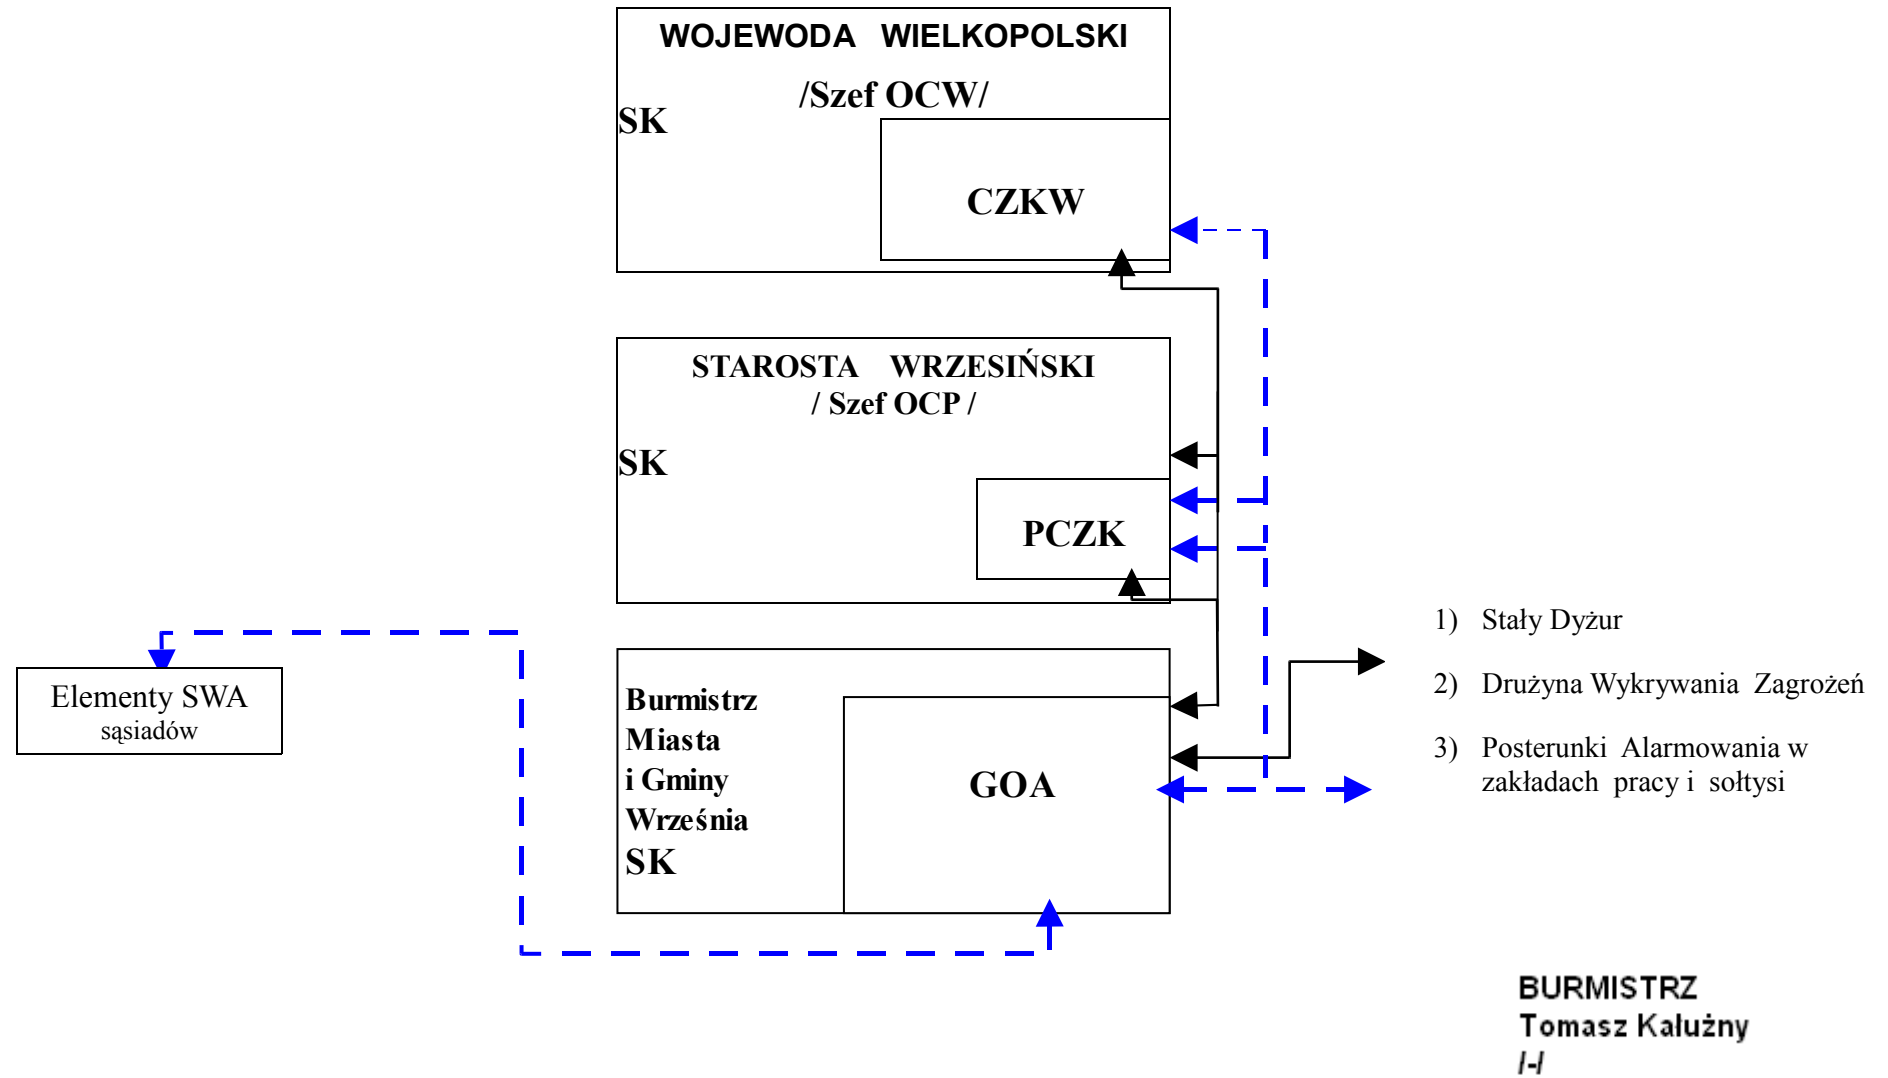 WOJEWODA WIELKOPOLSKI
/Szef OCW/
SK
CZKW
STAROSTA WRZESIŃSKI
/ Szef OCP /
SK
PCZK
Elementy SWA
sąsiadów
Burmistrz
Miasta
i Gminy
Września
SK
GOA
1) Stały Dyżur
2) Drużyna Wykrywania Zagrożeń
3) Posterunki Alarmowania w
zakładach pracy i sołtysi
BURMISTRZ
Tomasz Kałużny
/-/